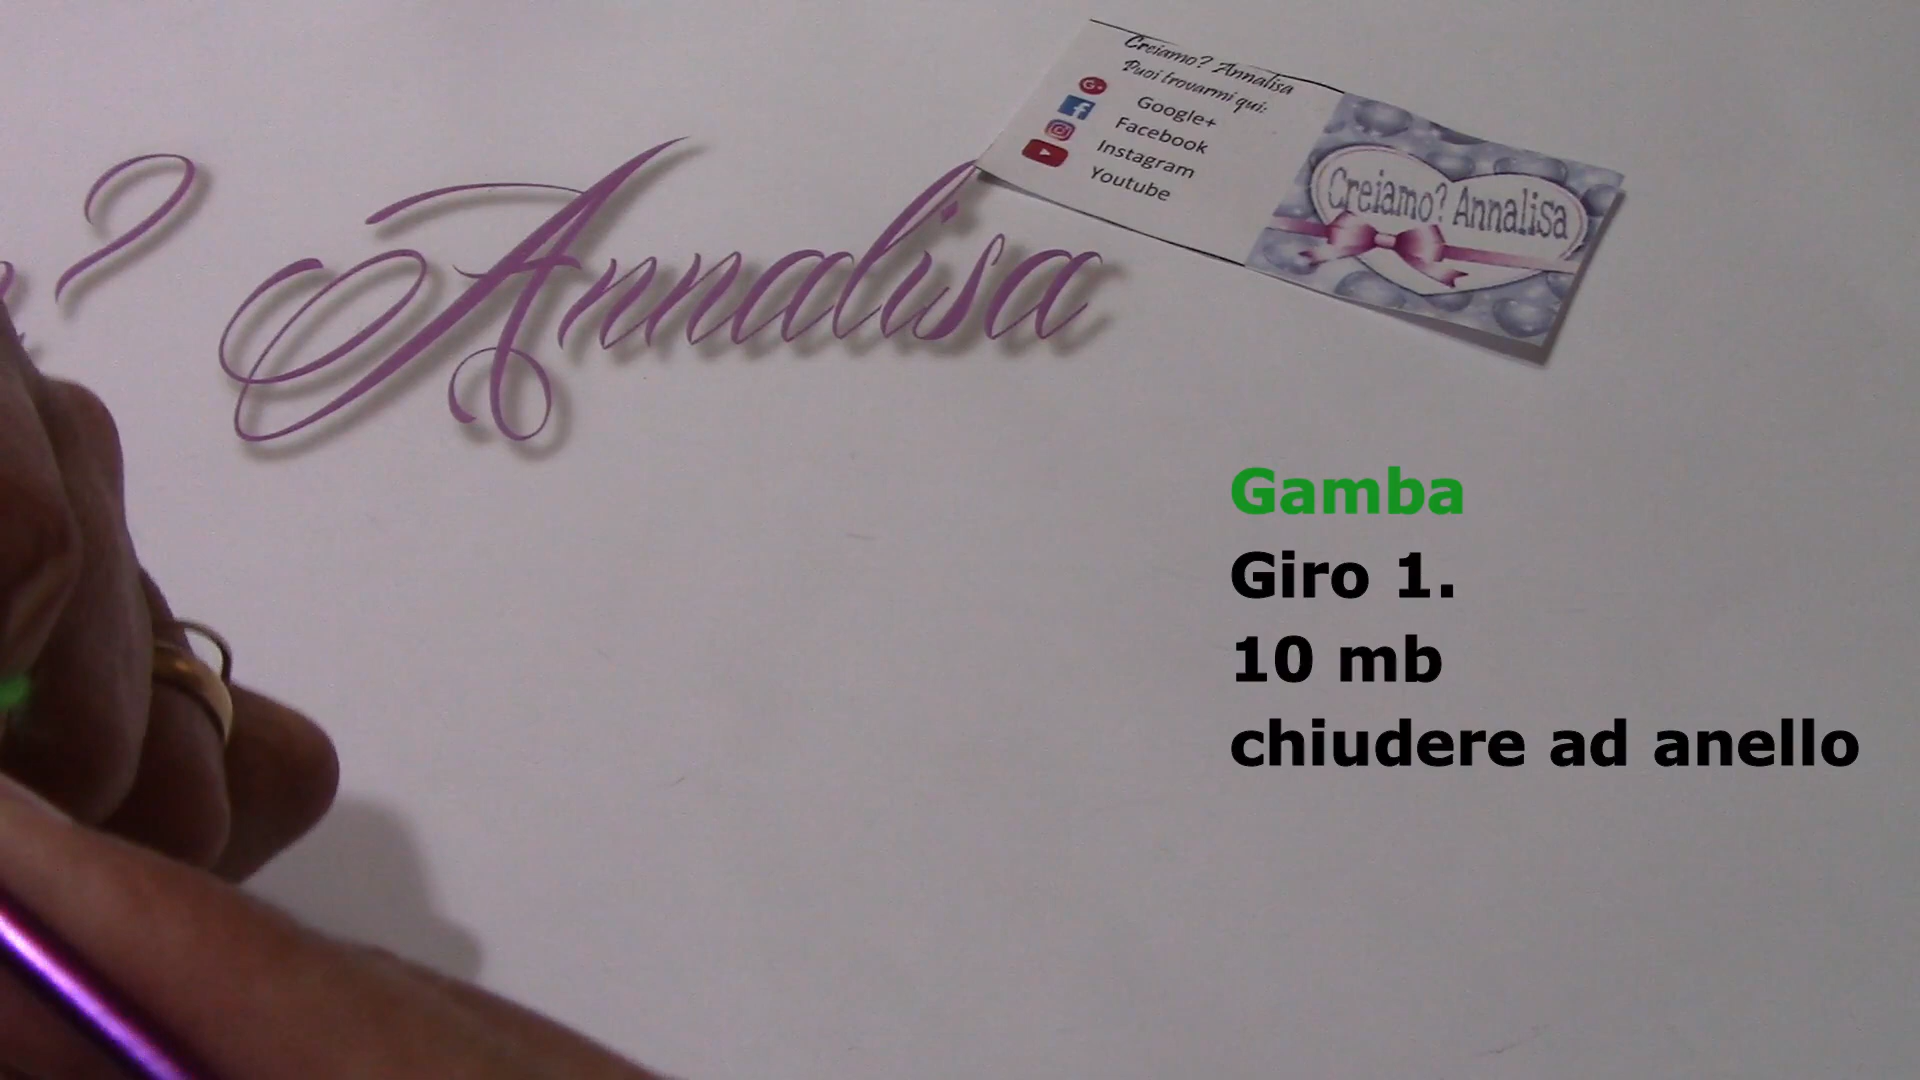 ? Annalisa
Creiamo? Annalisa
Puoi trovarmi qui:
G+ Google+
f Facebook
Instagram
Youtube
Creiamo? Annalisa
Gamba
Giro 1.
10 mb
chiudere ad anello